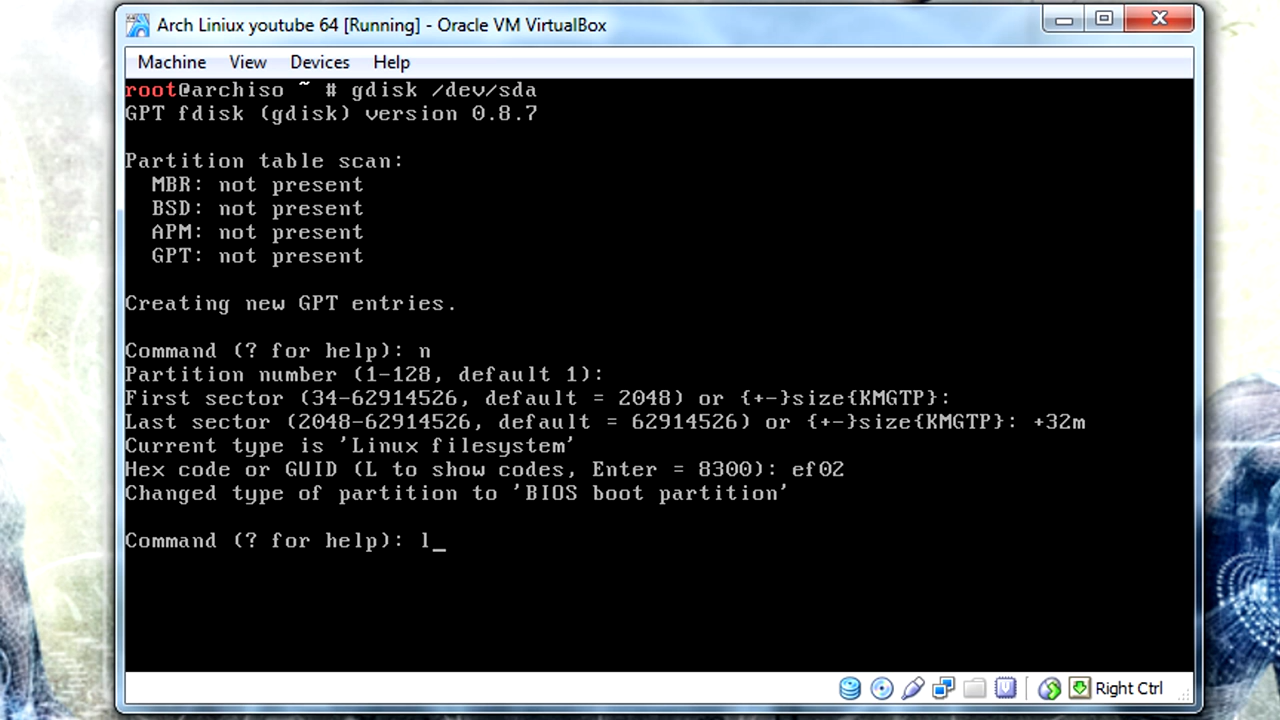 Arch Liniux youtube 64 [Running] - Oracle VM VirtualBox
Machine View Devices Help
root@archiso ~ # gdisk /dev/sda
GPT fdisk (gdisk) version 0.8.7
Partition table scan:
MBR: not present
BSD: not present
APM: not present
GPT: not present
Creating new GPT entries.
Command (? for help): n
Partition number (1-128, default 1):
First sector (34-62914526, default = 2048) or {+-}size{KMGTP}:
Last sector (2048-62914526, default = 62914526) or {+-}size{KMGTP}: +32m
Current type is 'Linux filesystem'
Hex code or GUID (L to show codes, Enter = 8300): ef02
Changed type of partition to 'BIOS boot partition'
Command (? for help): l_
Right Ctrl